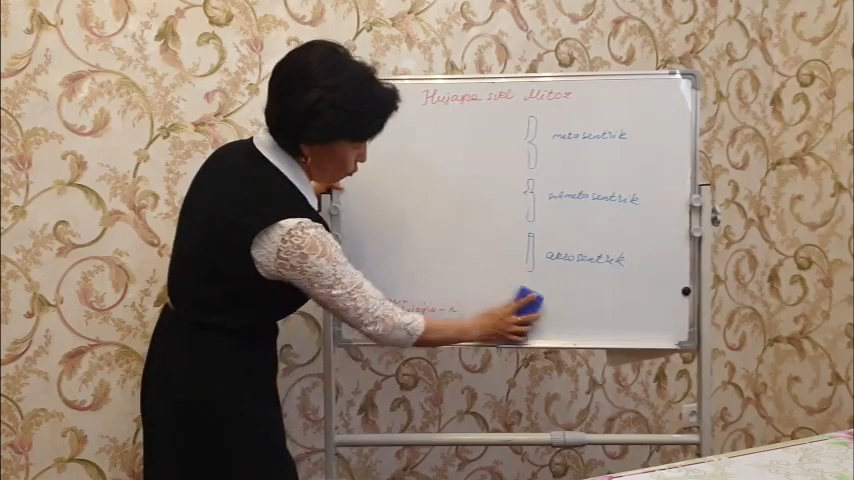 Hujayra sikl Mitoz
metasentrik
submetasentrik
akrosentrik